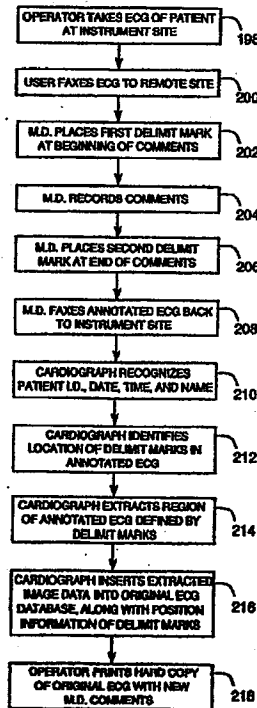 OPERATOR TAKES ECG OF PATIENT
AT INSTRUMENT SITE
198
USER FAXES ECG TO REMOTE SITE
200
M.D. PLACES FIRST DELIMIT MARK
AT BEGINNING OF COMMENTS
202
M.D. RECORDS COMMENTS
204
M.D. PLACES SECOND DELIMIT
MARK AT END OF COMMENTS
206
M.D. FAXES ANNOTATED ECG BACK
TO INSTRUMENT SITE
208
CARDIOGRAPH RECOGNIZES
PATIENT I.D., DATE, TIME, AND NAME
210
CARDIOGRAPH IDENTIFIES
LOCATION OF DELIMIT MARKS IN
ANNOTATED ECG
212
CARDIOGRAPH EXTRACTS REGION
OF ANNOTATED ECG DEFINED BY
DELIMIT MARKS
214
CARDIOGRAPH INSERTS EXTRACTED
IMAGE DATA INTO ORIGINAL ECG
DATABASE, ALONG WITH POSITION
INFORMATION OF DELIMIT MARKS
216
OPERATOR PRINTS HARD COPY
OF ORIGINAL ECG WITH NEW
M.D. COMMENTS
218